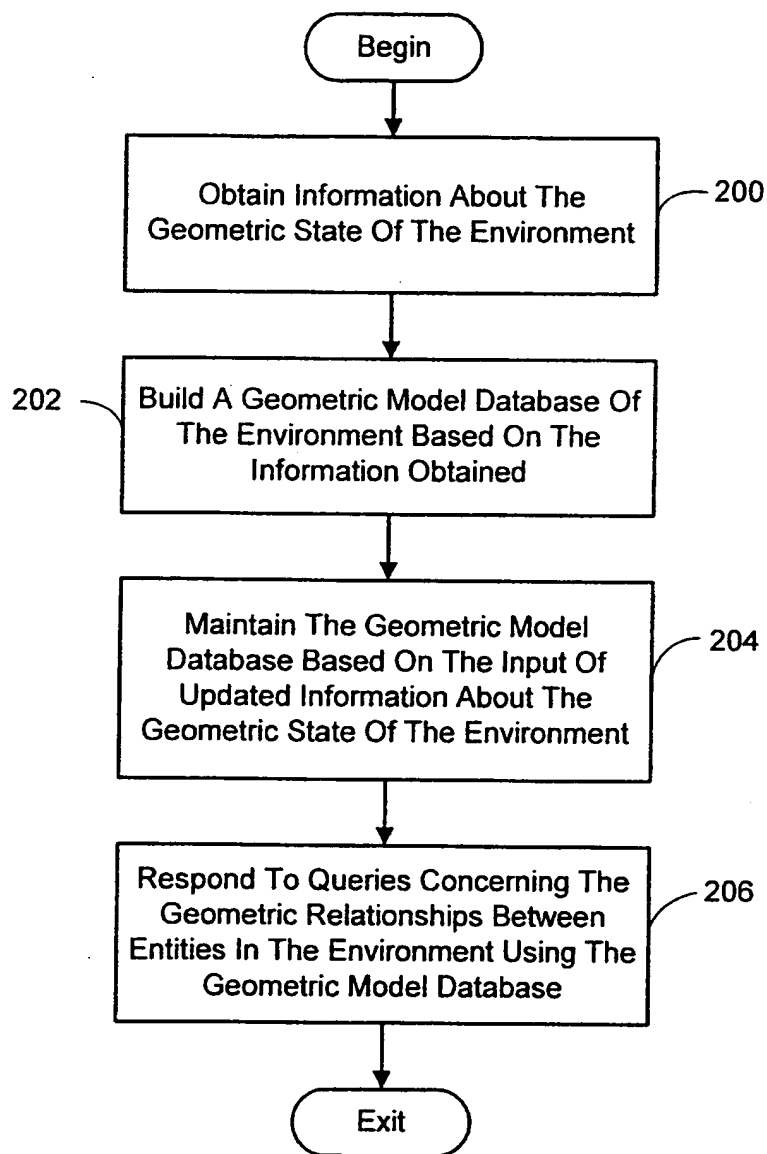 Begin
Obtain Information About The
Geometric State Of The Environment
200
202
Build A Geometric Model Database Of
The Environment Based On The
Information Obtained
Maintain The Geometric Model
Database Based On The Input Of
Updated Information About The
Geometric State Of The Environment
204
Respond To Queries Concerning The
Geometric Relationships Between
Entities In The Environment Using The
Geometric Model Database
206
Exit